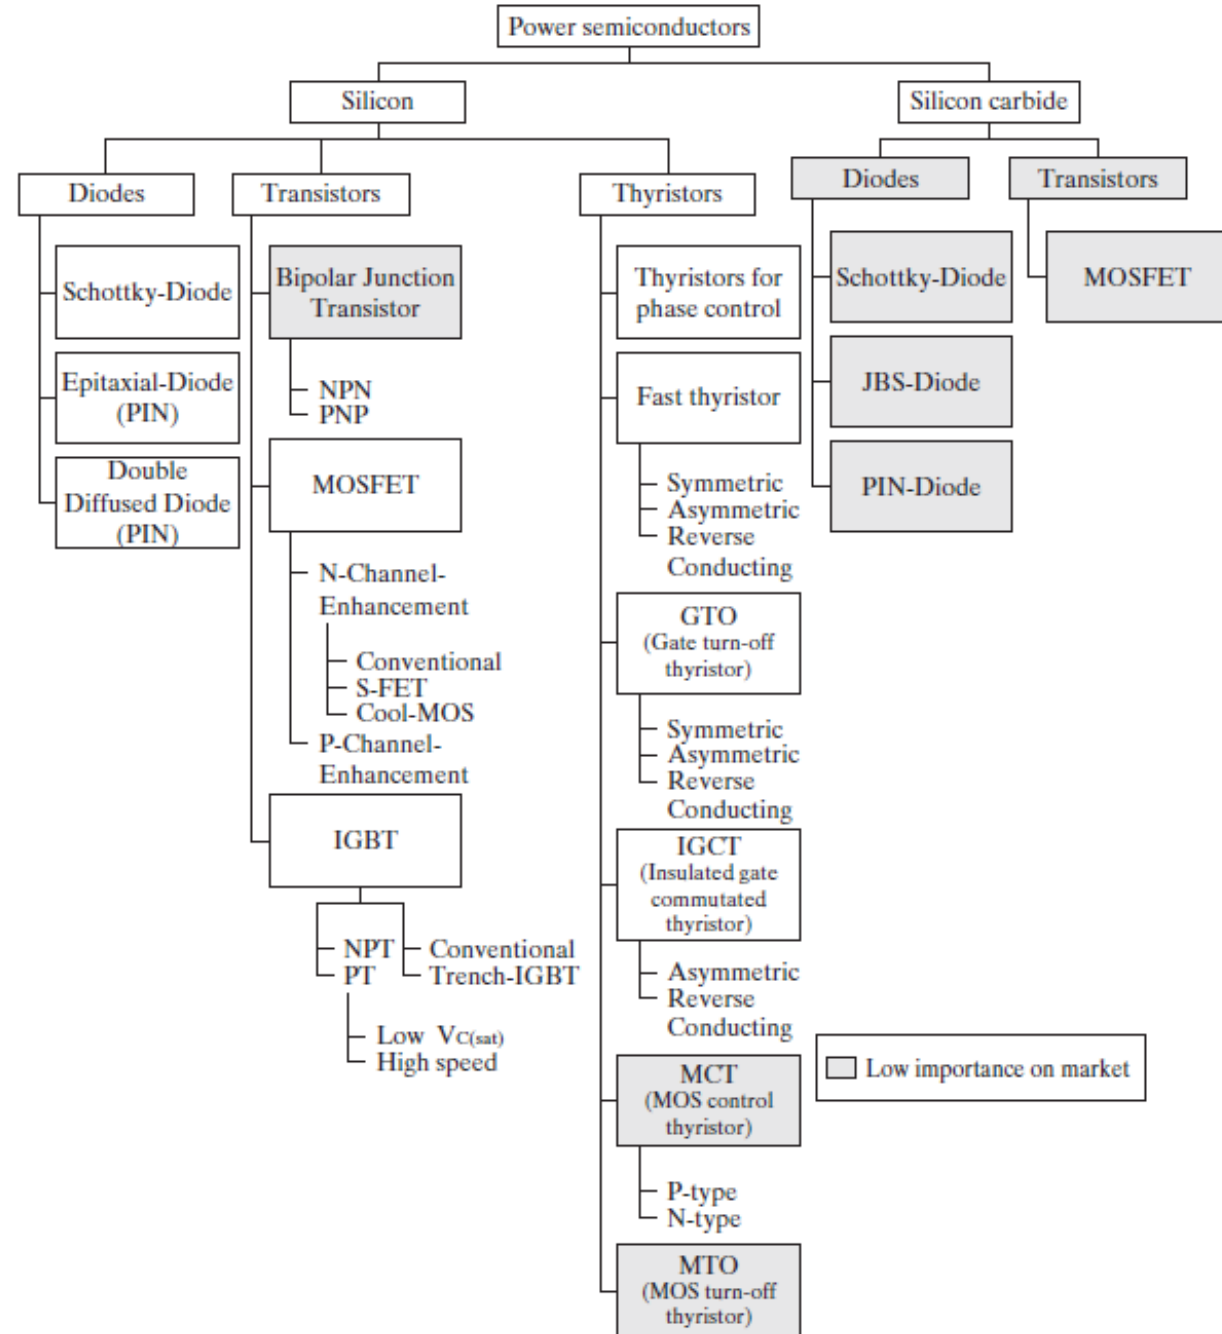 Power semiconductors
Silicon
Silicon carbide
Diodes
Transistors
Thyristors
Diodes
Transistors
Schottky-Diode
Epitaxial-Diode
(PIN)
Double
Diffused Diode
(PIN)
Bipolar Junction
Transistor
NPN
PNP
MOSFET
N-Channel-
Enhancement
Conventional
S-FET
Cool-MOS
P-Channel-
Enhancement
IGBT
NPT
PT
Conventional
Trench-IGBT
Low VC(sat)
High speed
Thyristors for
phase control
Fast thyristor
Symmetric
Asymmetric
Reverse
Conducting
GTO
(Gate turn-off
thyristor)
Symmetric
Asymmetric
Reverse
Conducting
IGCT
(Insulated gate
commutated
thyristor)
Asymmetric
Reverse
Conducting
MCT
(MOS control
thyristor)
P-type
N-type
MTO
(MOS turn-off
thyristor)
Schottky-Diode
JBS-Diode
PIN-Diode
MOSFET
Low importance on market